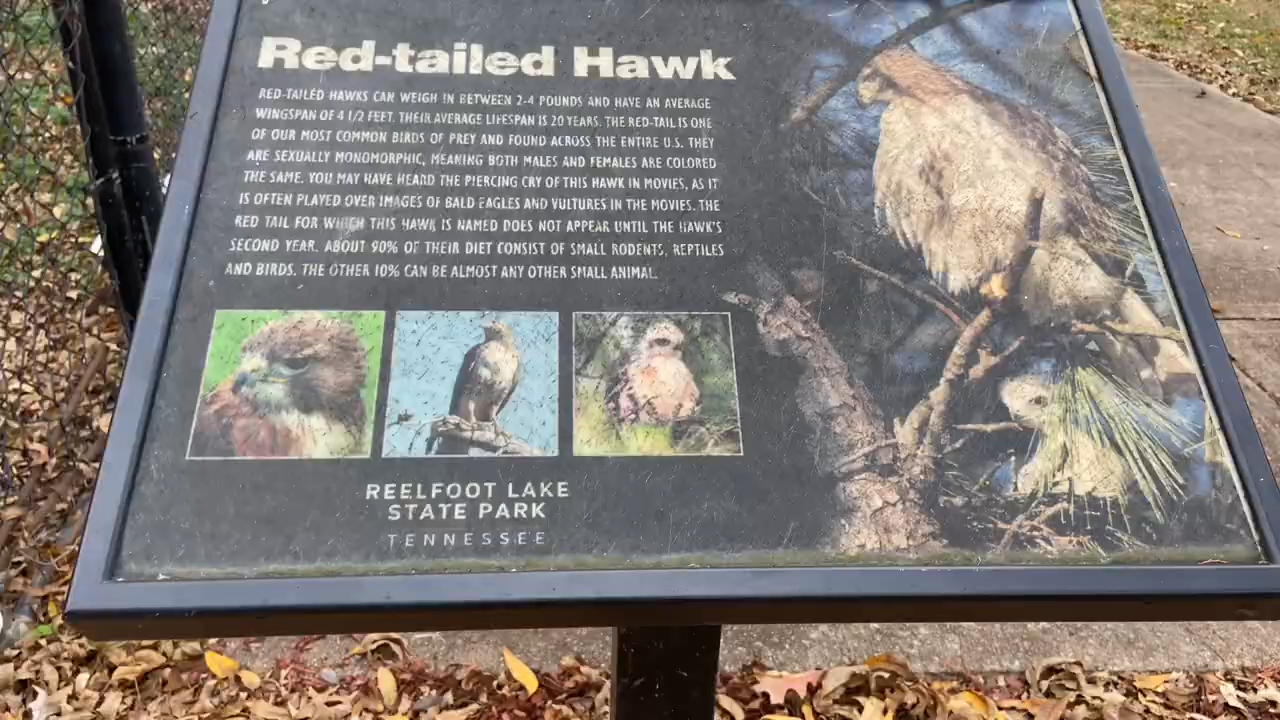 Red-tailed Hawk
RED-TAILED HAWKS CAN WEIGH IN BETWEEN 2-4 POUNDS AND HAVE AN AVERAGE
WINGSPAN OF 4 1/2 FEET. THEIR AVERAGE LIFESPAN IS 20 YEARS. THE RED-TAIL IS ONE
OF OUR MOST COMMON BIRDS OF PREY AND FOUND ACROSS THE ENTIRE U.S. THEY
ARE SEXUALLY MONOMORPHIC, MEANING BOTH MALES AND FEMALES ARE COLORED
THE SAME. YOU MAY HAVE HEARD THE PIERCING CRY OF THIS HAWK IN MOVIES, AS IT
IS OFTEN PLAYED OVER IMAGES OF BALD EAGLES AND VULTURES IN THE MOVIES. THE
RED TAIL FOR WHICH THIS HAWK IS NAMED DOES NOT APPEAR UNTIL THE HAWK'S
SECOND YEAR. ABOUT 90% OF THEIR DIET CONSIST OF SMALL RODENTS, REPTILES
AND BIRDS. THE OTHER 10% CAN BE ALMOST ANY OTHER SMALL ANIMAL.
REELFOOT LAKE
STATE PARK
TENNESSEE